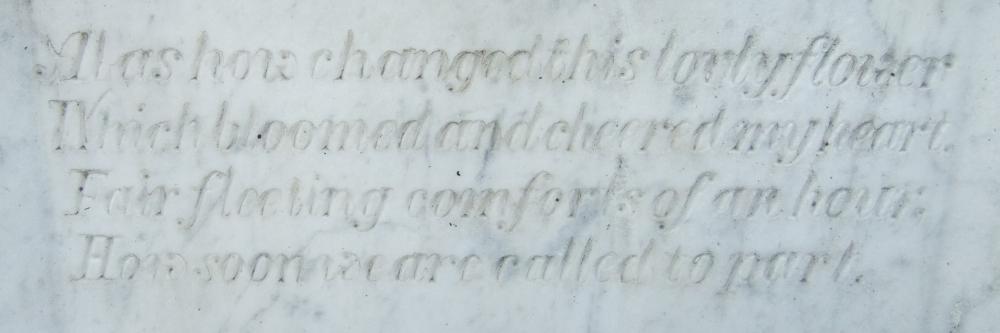 Alas how changed this lovly flower
Which bloomed and cheered my heart.
Fair fleeting comforts of an hour.
How soon we are called to part.